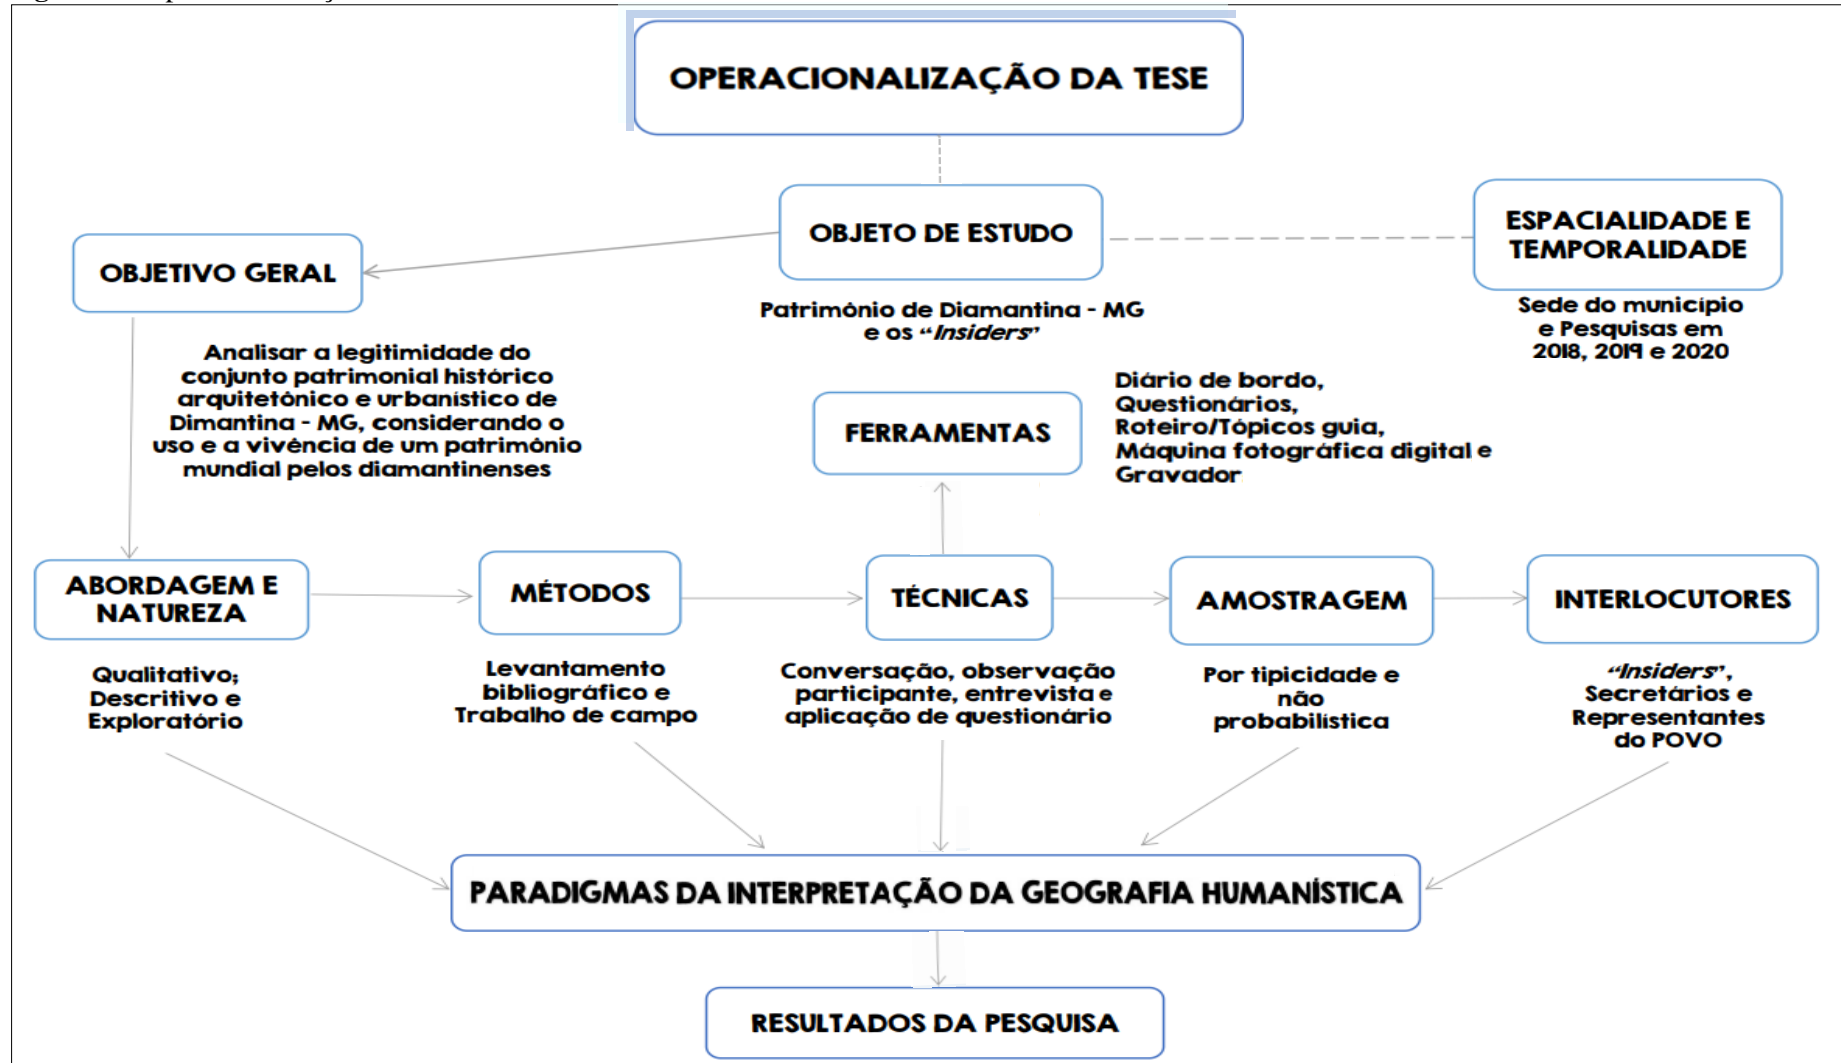 OPERACIONALIZAÇÃO DA TESE
OBJETO DE ESTUDO
Patrimônio de Diamantina - MG
e os “Insiders”
ESPACIALIDADE E
TEMPORALIDADE
Sede do município
e Pesquisas em
2018, 2019 e 2020
OBJETIVO GERAL
Analisar a legitimidade do
conjunto patrimonial histórico
arquitetônico e urbanístico de
Dimantina - MG, considerando o
uso e a vivência de um patrimônio
mundial pelos diamantinenses
FERRAMENTAS
Diário de bordo,
Questionários,
Roteiro/Tópicos guia,
Máquina fotográfica digital e
Gravador
ABORDAGEM E
NATUREZA
Qualitativo;
Descritivo e
Exploratório
MÉTODOS
Levantamento
bibliográfico e
Trabalho de campo
TÉCNICAS
Conversação, observação
participante, entrevista e
aplicação de questionário
AMOSTRAGEM
Por tipicidade e
não
probabilística
INTERLOCUTORES
“Insiders”,
Secretários e
Representantes
do POVO
PARADIGMAS DA INTERPRETAÇÃO DA GEOGRAFIA HUMANÍSTICA
RESULTADOS DA PESQUISA